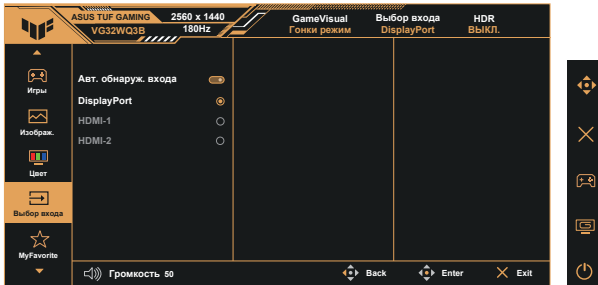 ASUS TUF GAMING 2560 x 1440 GameVisual Выбор входа HDR
VG32WQ3B 180Hz Гонки режим DisplayPort ВЫКЛ.
Игры
Авт. обнаруж. входа
DisplayPort
HDMI-1
Изображ.
HDMI-2
Цвет
Выбор входа
MyFavorite
Громкость 50 Back Enter Exit